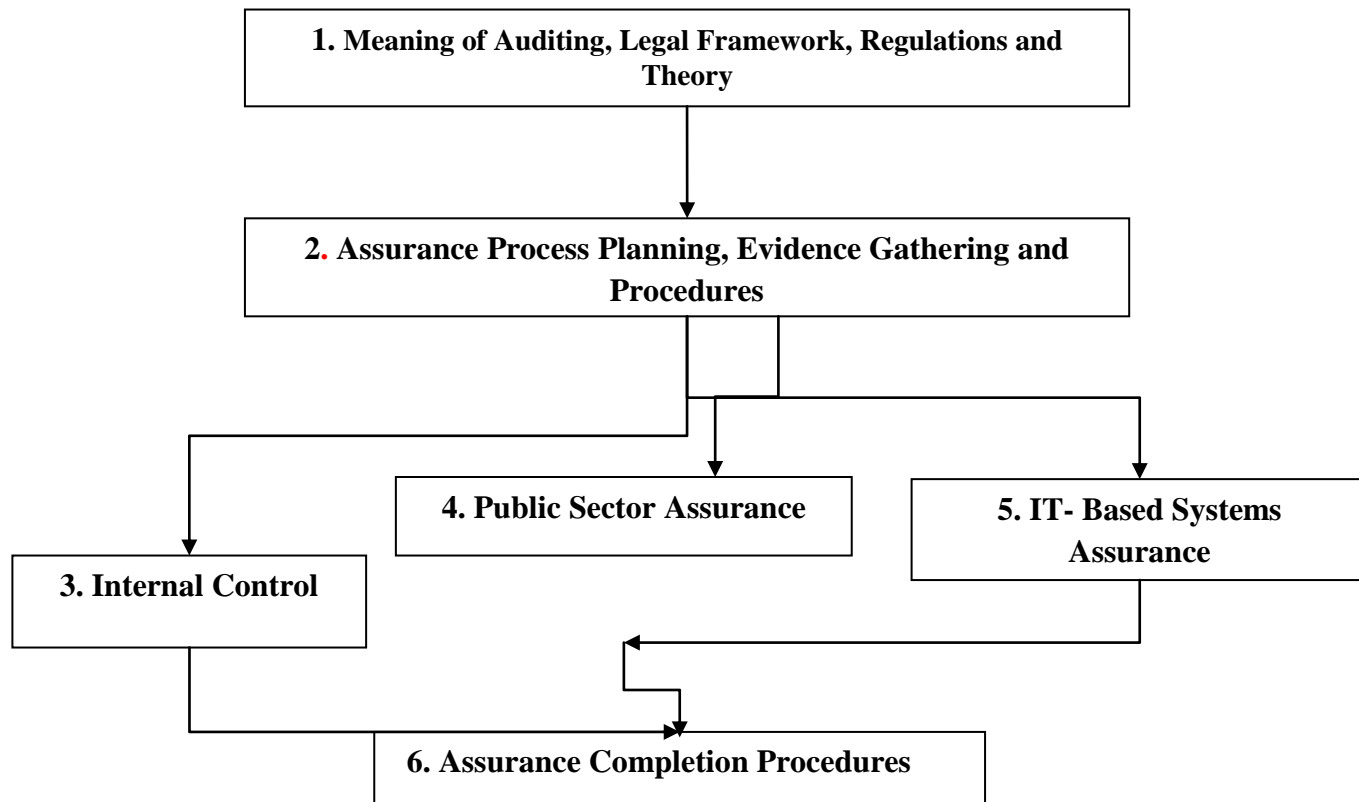 1. Meaning of Auditing, Legal Framework, Regulations and
Theory
2. Assurance Process Planning, Evidence Gathering and
Procedures
4. Public Sector Assurance
5. IT- Based Systems
Assurance
3. Internal Control
6. Assurance Completion Procedures